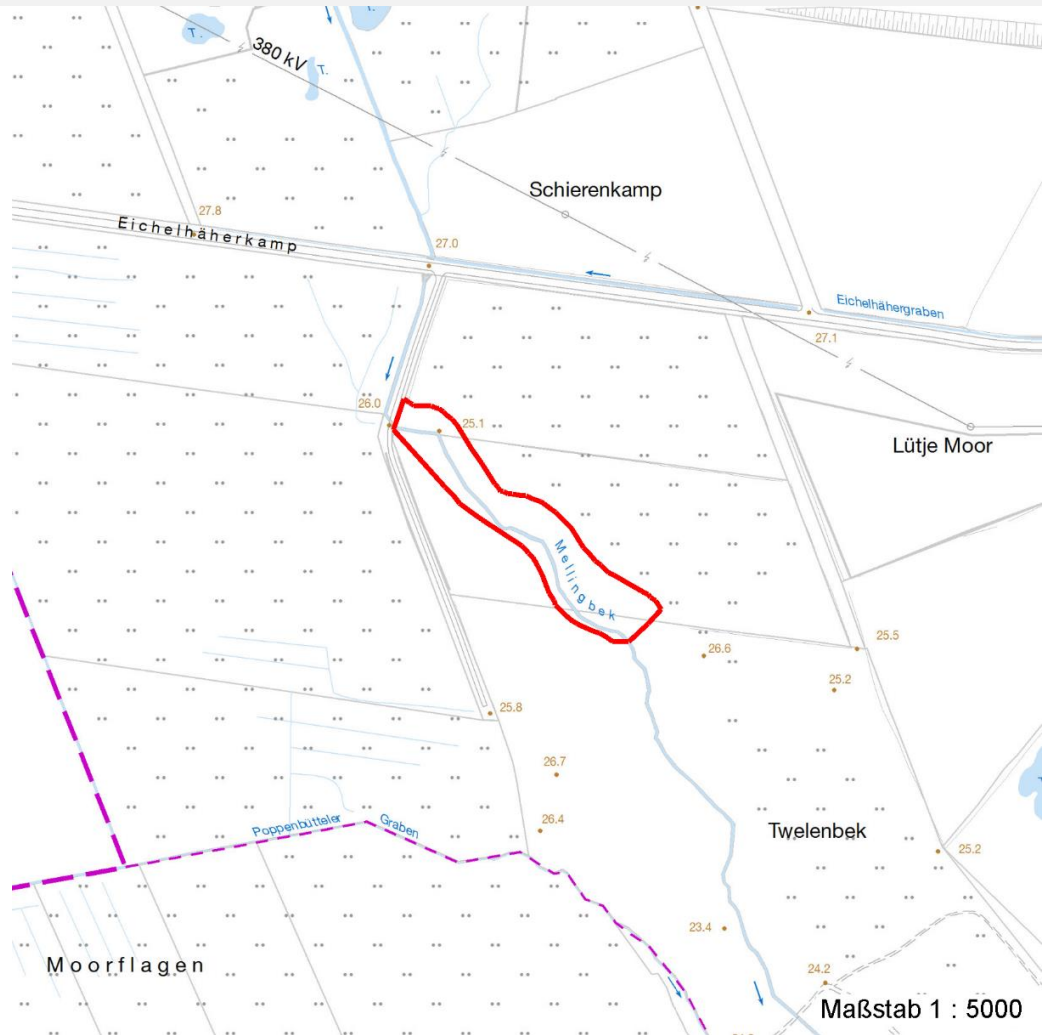 T.
380 kV
T.
Schierenkamp
27.8
Eichelhäherkamp
27.0
Eichelhähergraben
27.1
26.0
25.1
Lütje Moor
Mellingbek
25.5
26.6
25.2
25.8
26.7
Poppenbütteler Graben
26.4
Twelenbek
25.2
23.4
Moorflagen
24.2
Maßstab 1 : 5000